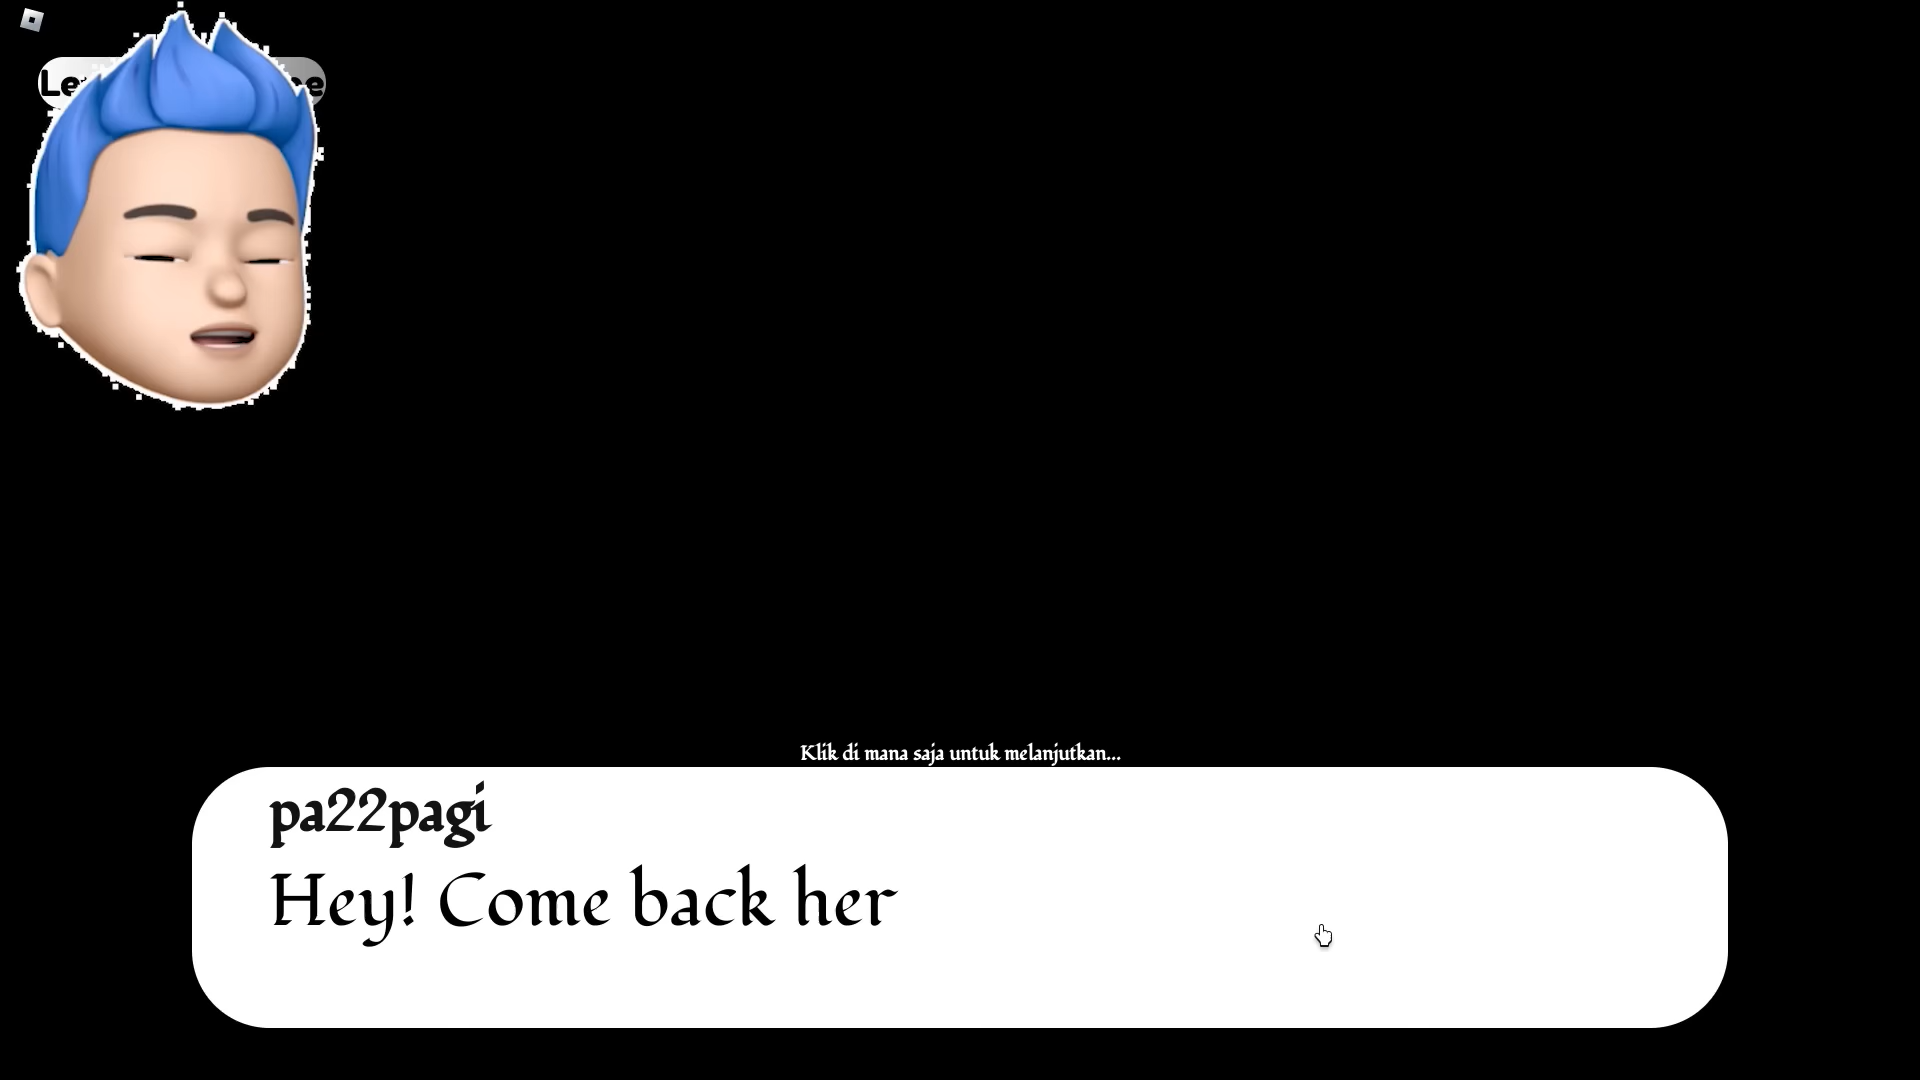 Klik di mana saja untuk melanjutkan...
pa22pagi
Hey! Come back her